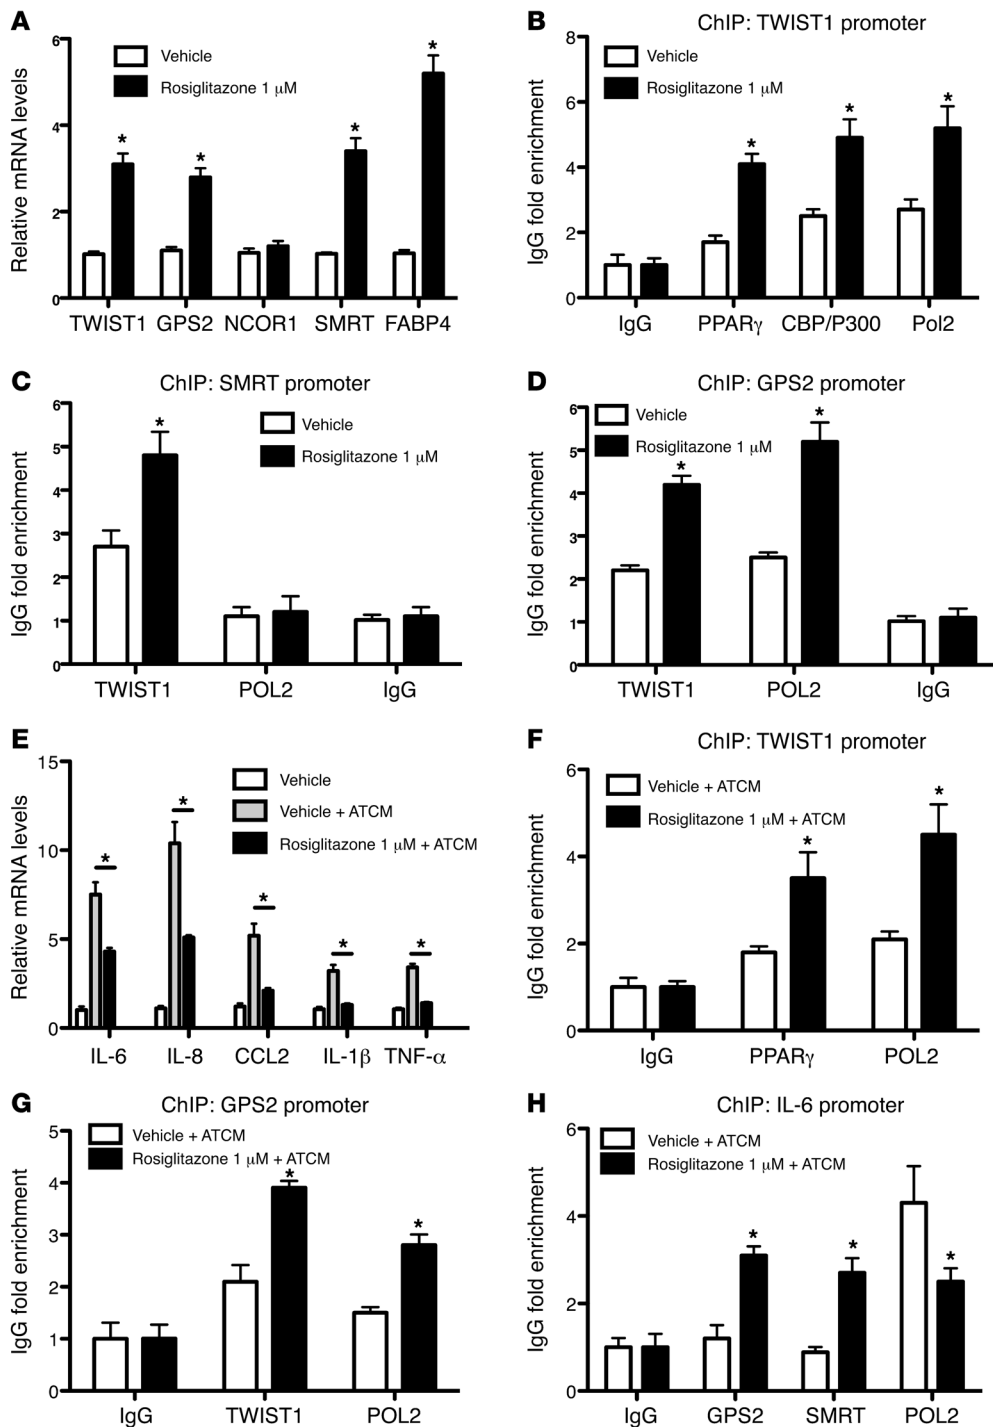 A
Relative mRNA levels
6
4
2
0
Vehicle
Rosiglitazone 1 μM
* * * *
TWIST1 GPS2 NCOR1 SMRT FABP4
B
ChIP: TWIST1 promoter
IgG fold enrichment
8
6
4
2
0
Vehicle
Rosiglitazone 1 μM
* * *
IgG PPARγ CBP/P300 Pol2
C
ChIP: SMRT promoter
IgG fold enrichment
6
5
4
3
2
1
0
Vehicle
Rosiglitazone 1 μM
*
TWIST1 POL2 IgG
D
ChIP: GPS2 promoter
IgG fold enrichment
6
5
4
3
2
1
0
Vehicle
Rosiglitazone 1 μM
* *
TWIST1 POL2 IgG
E
Relative mRNA levels
15
10
5
0
Vehicle
Vehicle + ATCM
Rosiglitazone 1 μM + ATCM
* * * * *
IL-6 IL-8 CCL2 IL-1β TNF-α
F
ChIP: TWIST1 promoter
IgG fold enrichment
6
4
2
0
Vehicle + ATCM
Rosiglitazone 1 μM + ATCM
* *
IgG PPARγ POL2
G
ChIP: GPS2 promoter
IgG fold enrichment
5
4
3
2
1
0
Vehicle + ATCM
Rosiglitazone 1 μM + ATCM
* *
IgG TWIST1 POL2
H
ChIP: IL-6 promoter
IgG fold enrichment
6
4
2
0
Vehicle + ATCM
Rosiglitazone 1 μM + ATCM
* * *
IgG GPS2 SMRT POL2